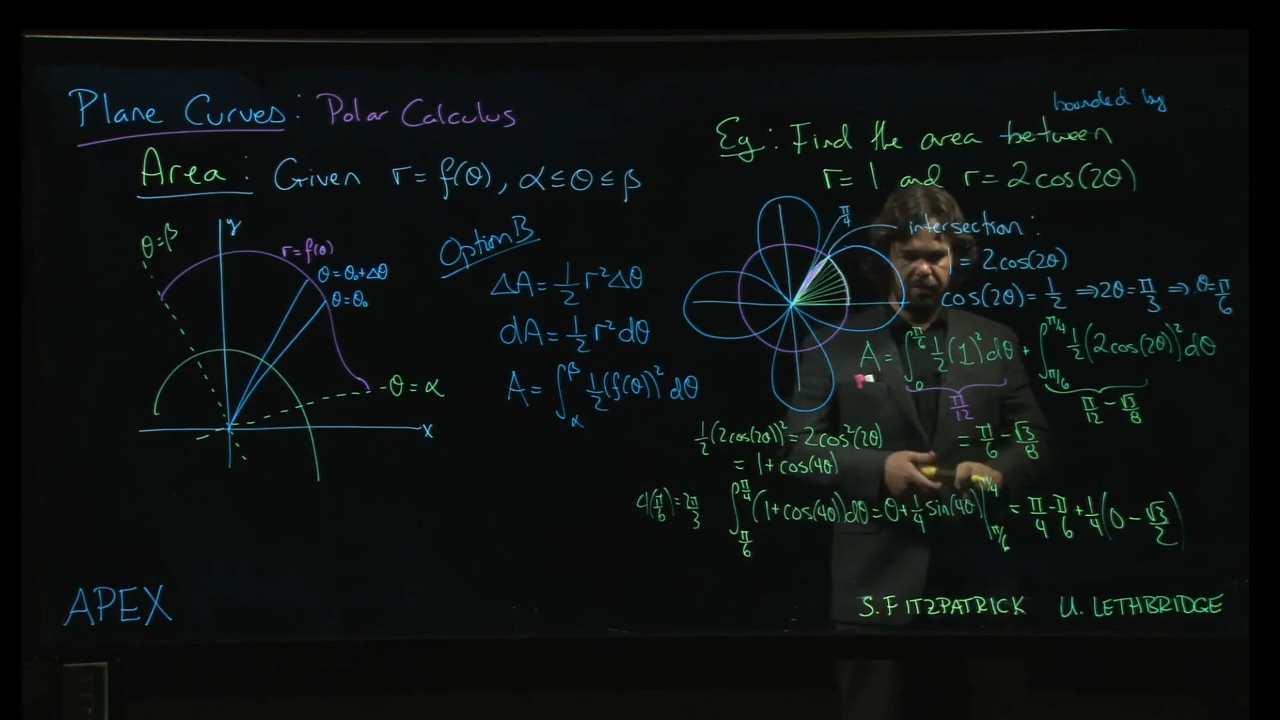 Plane Curves: Polar Calculus
Area: Given r = f(θ), α ≤ θ ≤ β
θ=β
y
r=f(θ)
θ=θ₀+Δθ
θ=θ₀
θ=α
x
Option B
ΔA = 1/2 r²Δθ
dA = 1/2 r² dθ
A = ∫_α^β 1/2 (f(θ))² dθ
bounded by
Eg: Find the area between
r = 1 and r = 2cos(2θ)
π/4
intersection:
= 2cos(2θ)
cos(2θ) = 1/2 ⇒ 2θ = π/3 ⇒ θ = π/6
A = ∫_0^{π/6} 1/2 (1)² dθ + ∫_{π/6}^{π/4} 1/2 (2cos(2θ))² dθ
π/12
π/12 - √3/8
= π/6 - √3/8
1/2 (2cos(2θ))² = 2cos²(2θ)
= 1 + cos(4θ)
4(π/6) = 2π/3
∫_{π/6}^{π/4} (1+cos(4θ))dθ = θ + 1/4 sin(4θ) |_{π/6}^{π/4} = π/4 - π/6 + 1/4 (0 - √3/2)
APEX
S. FITZPATRICK U. LETHBRIDGE